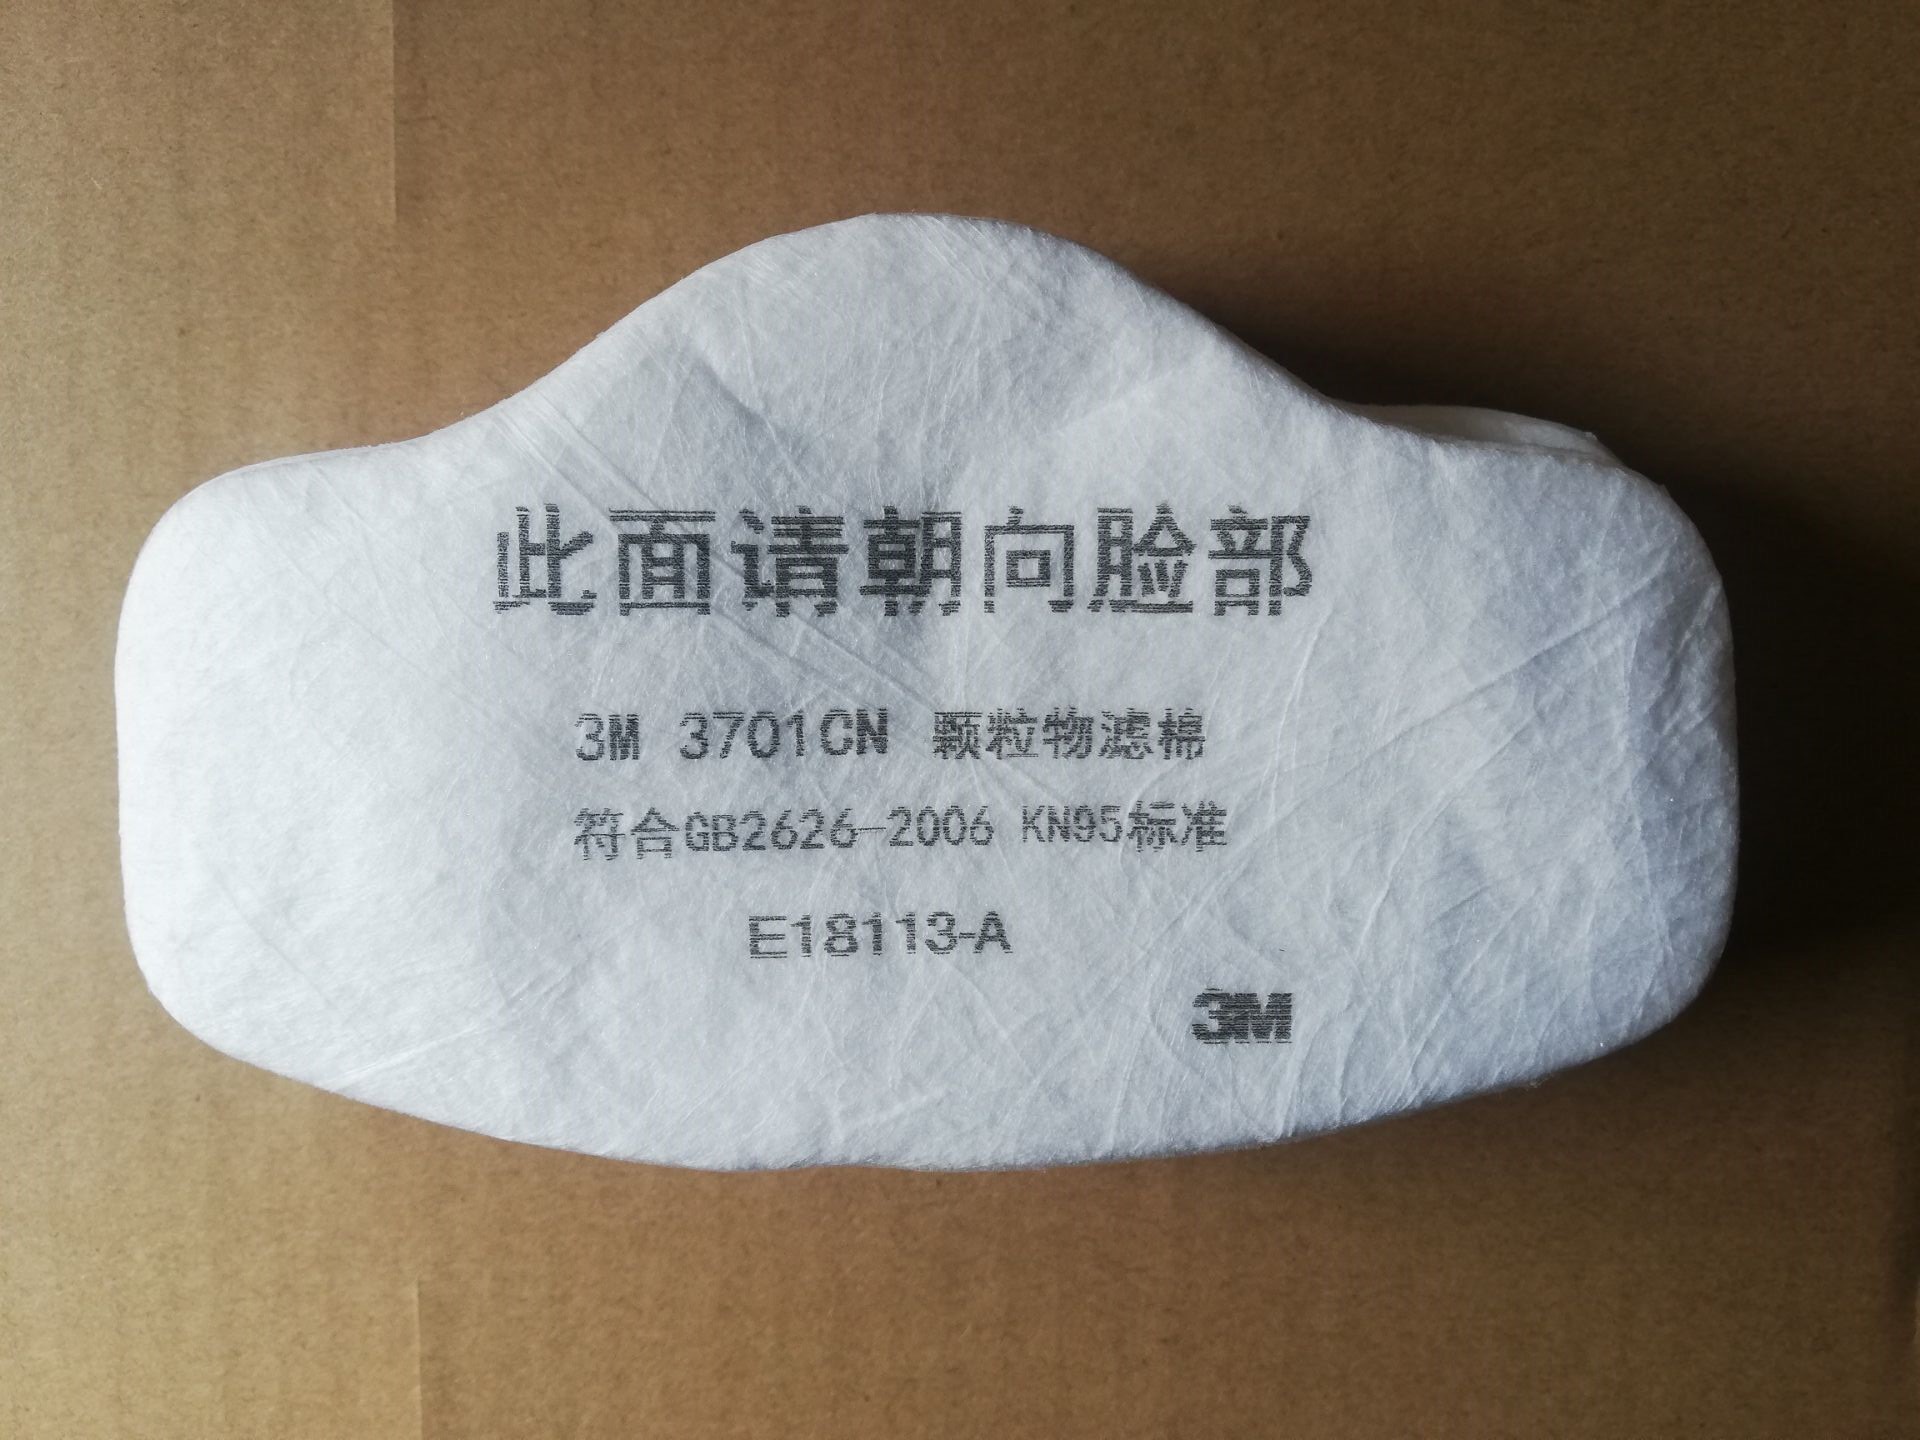 此面请朝向脸部
3M 3701CN 颗粒物滤棉
符合GB2626-2006 KN95标准
E18113-A
3M